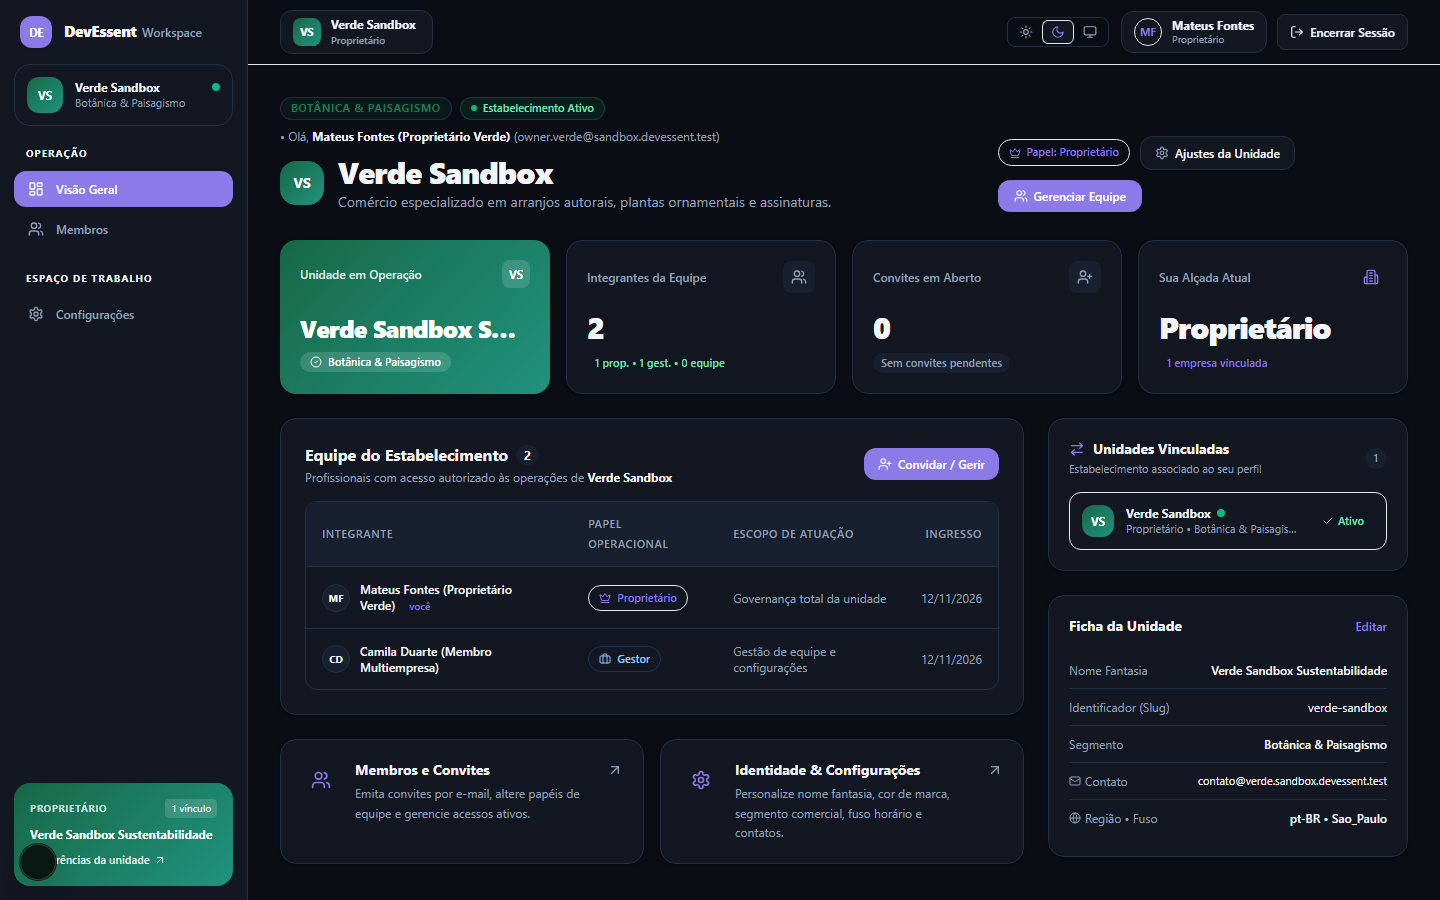 DE DevEssent Workspace
VS Verde Sandbox
Botânica & Paisagismo
OPERAÇÃO
Visão Geral
Membros
ESPAÇO DE TRABALHO
Configurações
PROPRIETÁRIO 1 vínculo
Verde Sandbox Sustentabilidade
rências da unidade
VS Verde Sandbox
Proprietário
MF Mateus Fontes
Proprietário
Encerrar Sessão
BOTÂNICA & PAISAGISMO Estabelecimento Ativo
• Olá, Mateus Fontes (Proprietário Verde) (owner.verde@sandbox.devessent.test)
VS Verde Sandbox
Comércio especializado em arranjos autorais, plantas ornamentais e assinaturas.
Papel: Proprietário Ajustes da Unidade
Gerenciar Equipe
Unidade em Operação VS
Verde Sandbox S...
Botânica & Paisagismo
Integrantes da Equipe
2
1 prop. • 1 gest. • 0 equipe
Convites em Aberto
0
Sem convites pendentes
Sua Alçada Atual
Proprietário
1 empresa vinculada
Equipe do Estabelecimento 2
Profissionais com acesso autorizado às operações de Verde Sandbox
Convidar / Gerir
INTEGRANTE PAPEL OPERACIONAL ESCOPO DE ATUAÇÃO INGRESSO
MF Mateus Fontes (Proprietário
Verde) você
Proprietário Governança total da unidade 12/11/2026
CD Camila Duarte (Membro
Multiempresa)
Gestor
Gestão de equipe e
configurações
12/11/2026
Membros e Convites
Emita convites por e-mail, altere papéis de
equipe e gerencie acessos ativos.
Identidade & Configurações
Personalize nome fantasia, cor de marca,
segmento comercial, fuso horário e
contatos.
Unidades Vinculadas
Estabelecimento associado ao seu perfil
1
VS Verde Sandbox
Proprietário • Botânica & Paisagis...
Ativo
Ficha da Unidade Editar
Nome Fantasia Verde Sandbox Sustentabilidade
Identificador (Slug) verde-sandbox
Segmento Botânica & Paisagismo
Contato contato@verde.sandbox.devessent.test
Região • Fuso pt-BR • Sao_Paulo